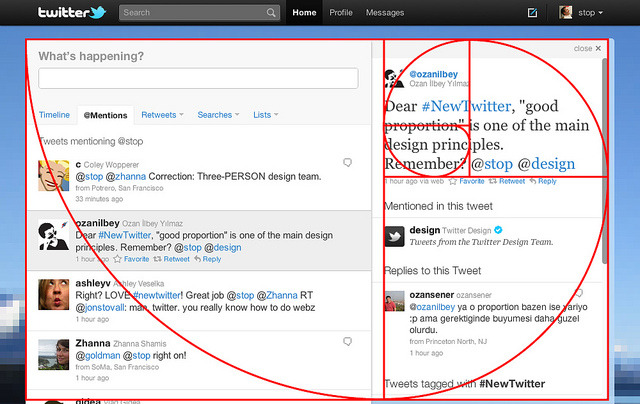 twitter
Search
Home
Profile
Messages
stop
What's happening?
Timeline
@Mentions
Retweets
Searches
Lists
Tweets mentioning @stop
c Coley Wopperer
@stop @zhanna Correction: Three-PERSON design team.
from Potrero, San Francisco
33 minutes ago
ozanilbey Ozan İlbey Yılmaz
Dear #NewTwitter, "good proportion" is one of the main
design principles. Remember? @stop @design
1 hour ago Favorite Retweet Reply
ashleyv Ashley Veselka
Right? LOVE #newtwitter! Great job @stop @Zhanna RT
@jonstovall: man, twitter. you really know how to do webz
1 hour ago
Zhanna Zhanna Shamis
@goldman @stop right on!
from SoMa, San Francisco
1 hour ago
gidea
close ×
@ozanilbey
Ozan İlbey Yılmaz
Dear #NewTwitter, "good
proportion" is one of the main
design principles.
Remember? @stop @design
1 hour ago via web Favorite Retweet Reply
Mentioned in this tweet
design Twitter Design
Tweets from the Twitter Design Team.
Replies to this Tweet
ozansener ozansener
@ozanilbey ya o proportion bazen ise yariyo
:p ama gerektiginde buyumesi daha guzel
olurdu.
from Princeton North, NJ
1 hour ago
Tweets tagged with #NewTwitter